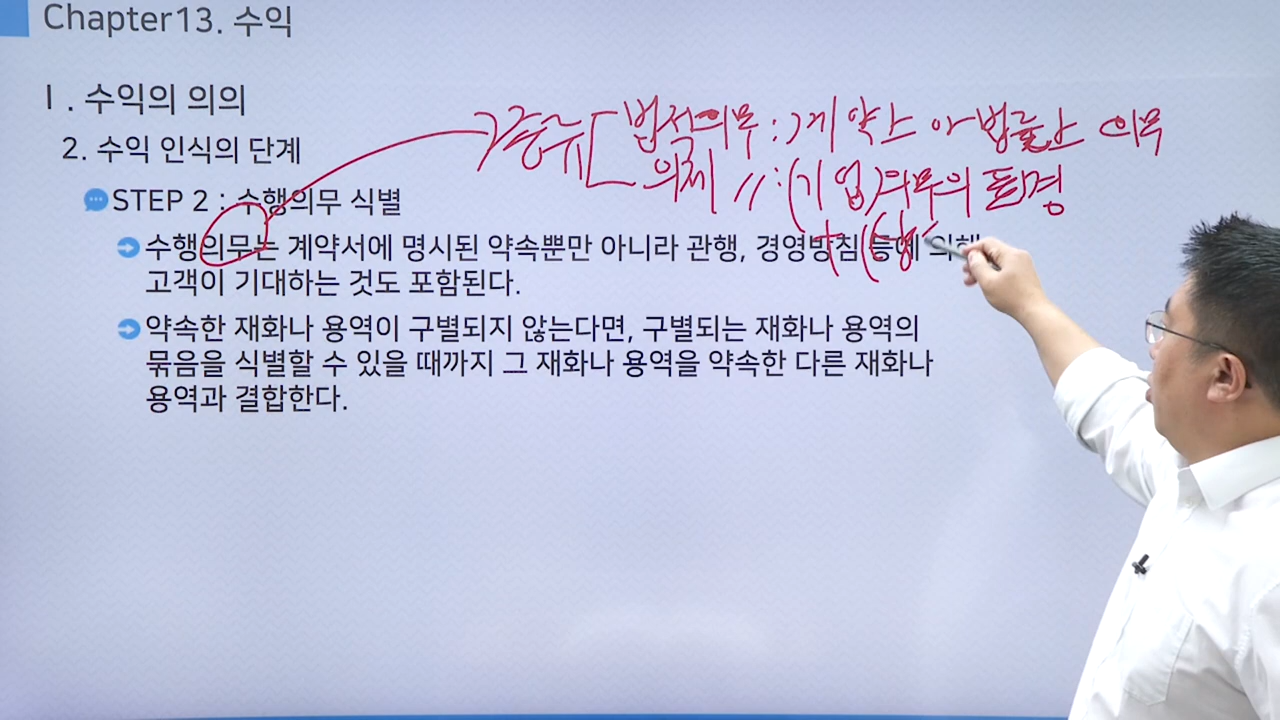 Chapter13. 수익
Ⅰ. 수익의 의의
2. 수익 인식의 단계
STEP 2 : 수행의무 식별
수행의무는 계약서에 명시된 약속뿐만 아니라 관행, 경영방침 등에 의해
고객이 기대하는 것도 포함된다.
약속한 재화나 용역이 구별되지 않는다면, 구별되는 재화나 용역의
묶음을 식별할 수 있을 때까지 그 재화나 용역을 약속한 다른 재화나
용역과 결합한다.
종류
법적의무 : 계약상 or 법률상 의무
의제 〃 : (기업) 의무의 표명
+ (상